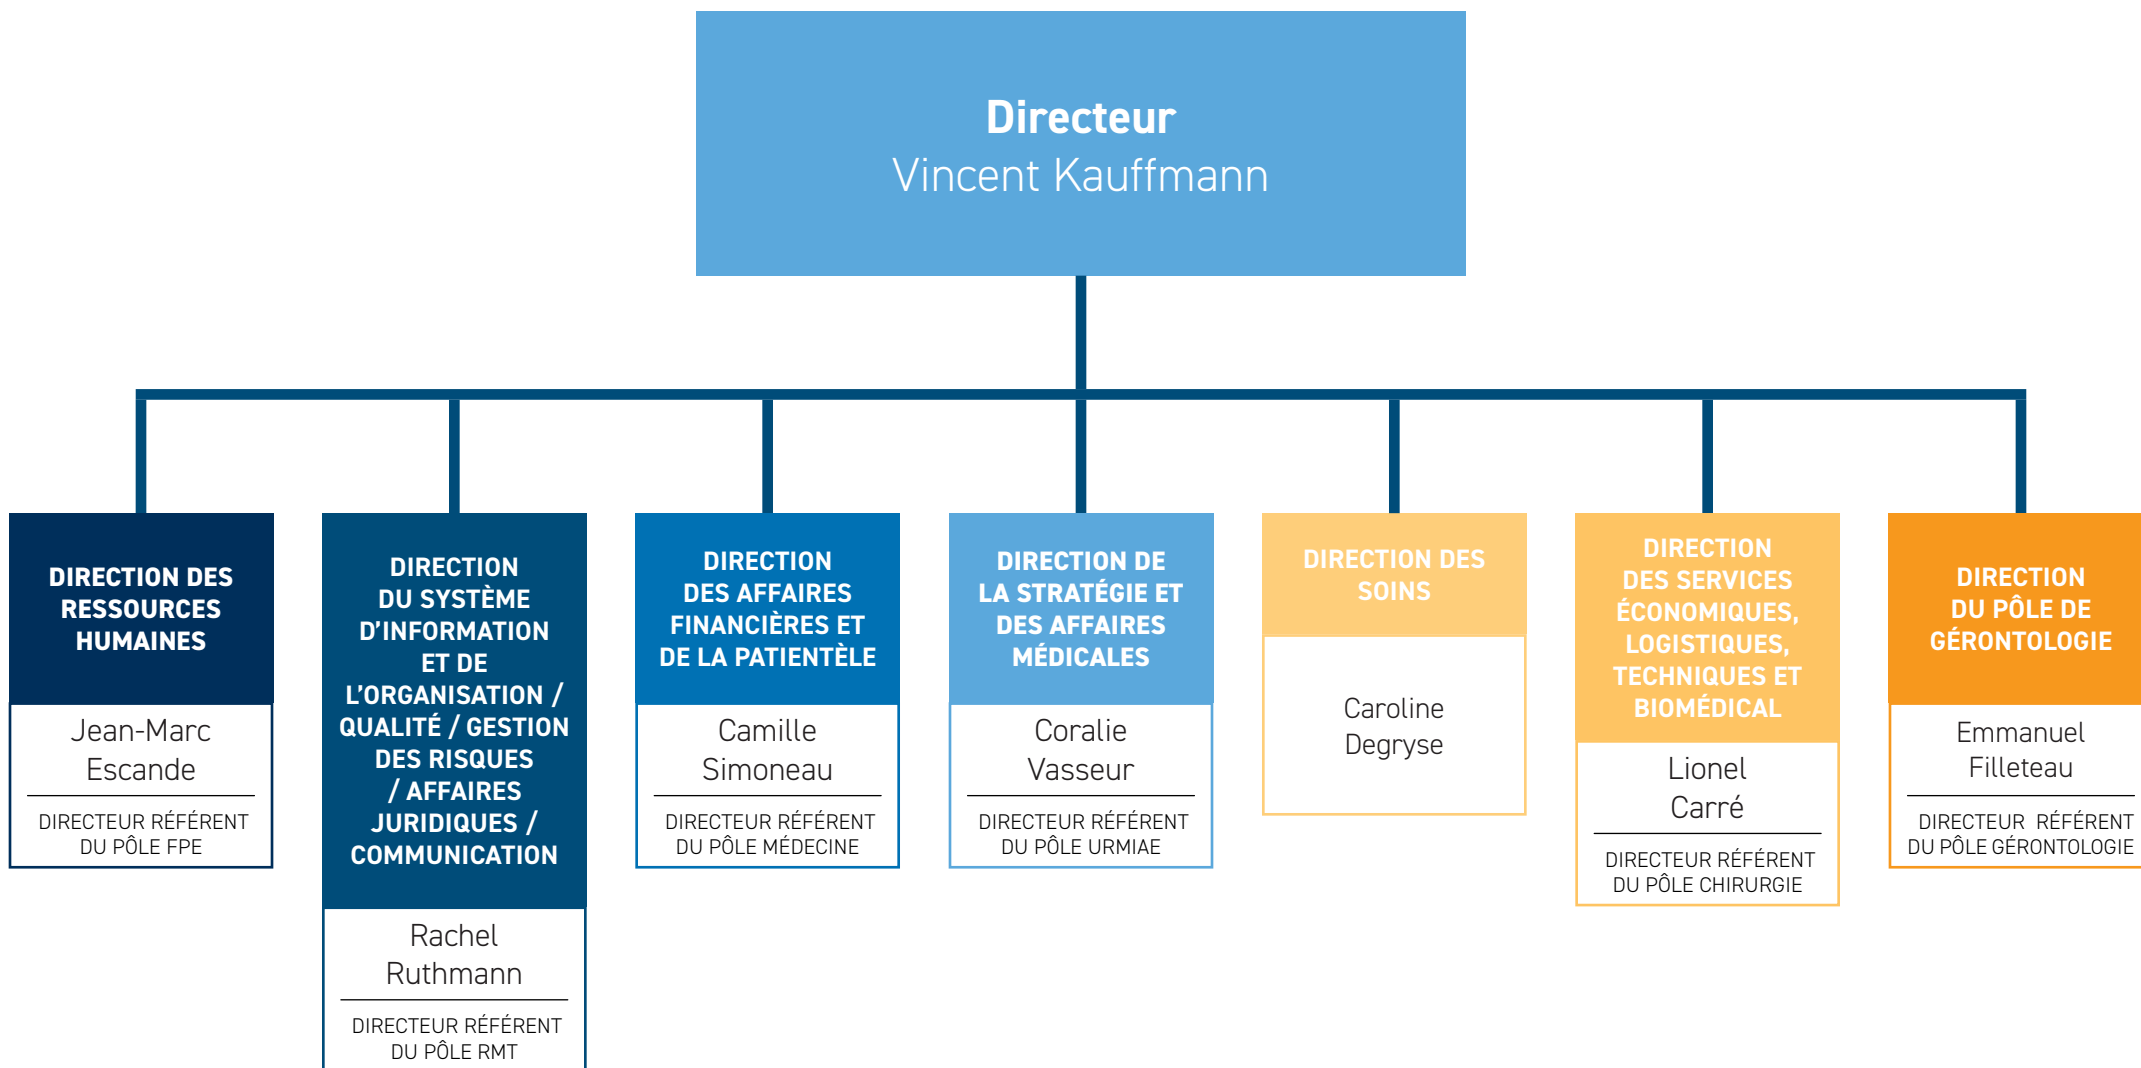 Directeur
Vincent Kauffmann
DIRECTION DES
RESSOURCES
HUMAINES
Jean-Marc
Escande
DIRECTEUR RÉFÉRENT
DU PÔLE FPE
DIRECTION
DU SYSTÈME
D’INFORMATION
ET DE
L’ORGANISATION /
QUALITÉ / GESTION
DES RISQUES
/ AFFAIRES
JURIDIQUES /
COMMUNICATION
Rachel
Ruthmann
DIRECTEUR RÉFÉRENT
DU PÔLE RMT
DIRECTION
DES AFFAIRES
FINANCIÈRES ET
DE LA PATIENTÈLE
Camille
Simoneau
DIRECTEUR RÉFÉRENT
DU PÔLE MÉDECINE
DIRECTION DE
LA STRATÉGIE ET
DES AFFAIRES
MÉDICALES
Coralie
Vasseur
DIRECTEUR RÉFÉRENT
DU PÔLE URMIAE
DIRECTION DES
SOINS
Caroline
Degryse
DIRECTION
DES SERVICES
ÉCONOMIQUES,
LOGISTIQUES,
TECHNIQUES ET
BIOMÉDICAL
Lionel
Carré
DIRECTEUR RÉFÉRENT
DU PÔLE CHIRURGIE
DIRECTION
DU PÔLE DE
GÉRONTOLOGIE
Emmanuel
Filleteau
DIRECTEUR RÉFÉRENT
DU PÔLE GÉRONTOLOGIE